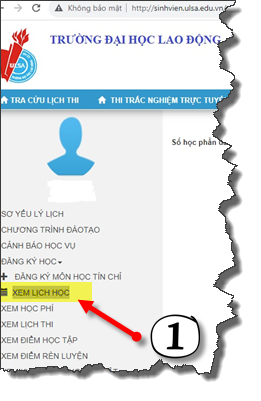 Không bảo mật | http://sinhvien.ulsa.edu.vn
ULSA
TRƯỜNG ĐẠI HỌC LAO ĐỘNG
TRA CỨU LỊCH THI THI TRẮC NGHIỆM TRỰC TUYẾ
Số học phần
SƠ YẾU LÝ LỊCH
CHƯƠNG TRÌNH ĐÀOTẠO
CẢNH BÁO HỌC VỤ
ĐĂNG KÝ HỌC
+ ĐĂNG KÝ MÔN HỌC TÍN CHỈ
XEM LỊCH HỌC
XEM HỌC PHÍ
XEM LỊCH THI
XEM ĐIỂM HỌC TẬP
XEM ĐIỂM RÈN LUYỆN
1